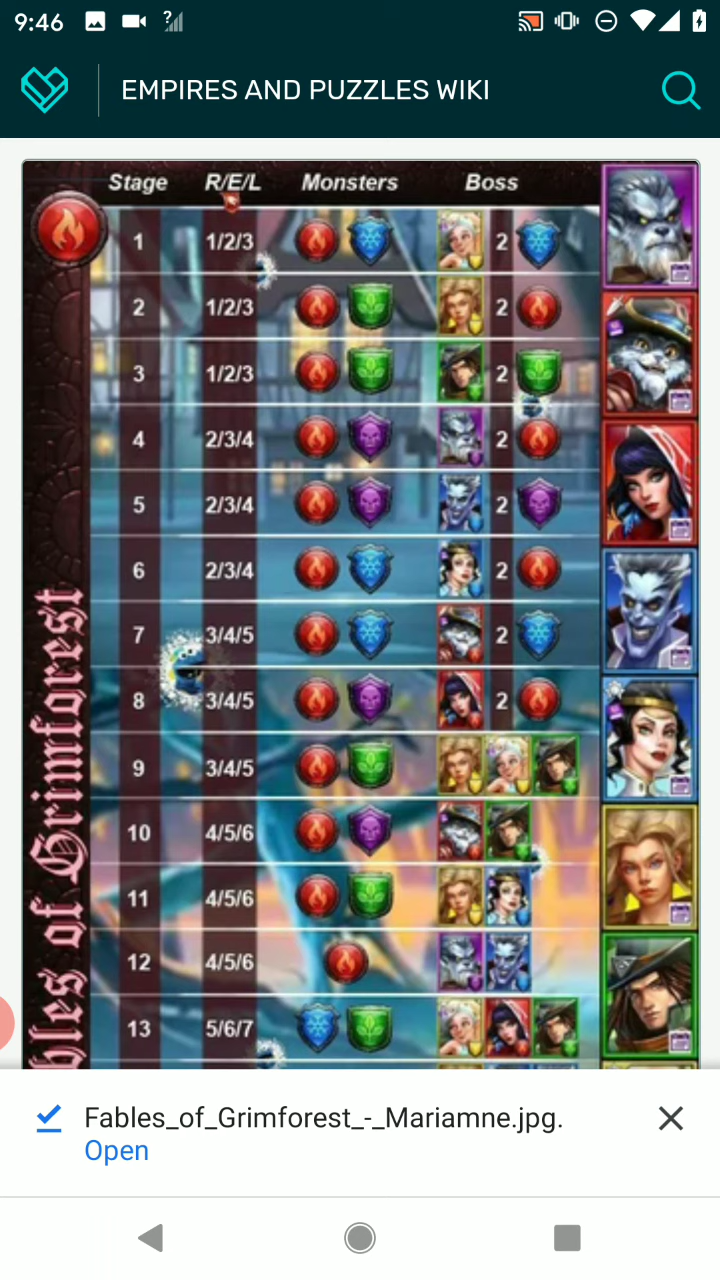 9:46
EMPIRES AND PUZZLES WIKI
Stage R/E/L Monsters Boss
1 1/2/3 2
2 1/2/3 2
3 1/2/3 2
4 2/3/4 2
5 2/3/4 2
6 2/3/4 2
7 3/4/5 2
8 3/4/5 2
9 3/4/5
10 4/5/6
11 4/5/6
12 4/5/6
13 5/6/7
bles of Grimforest
Fables_of_Grimforest_-_Mariamne.jpg.
Open